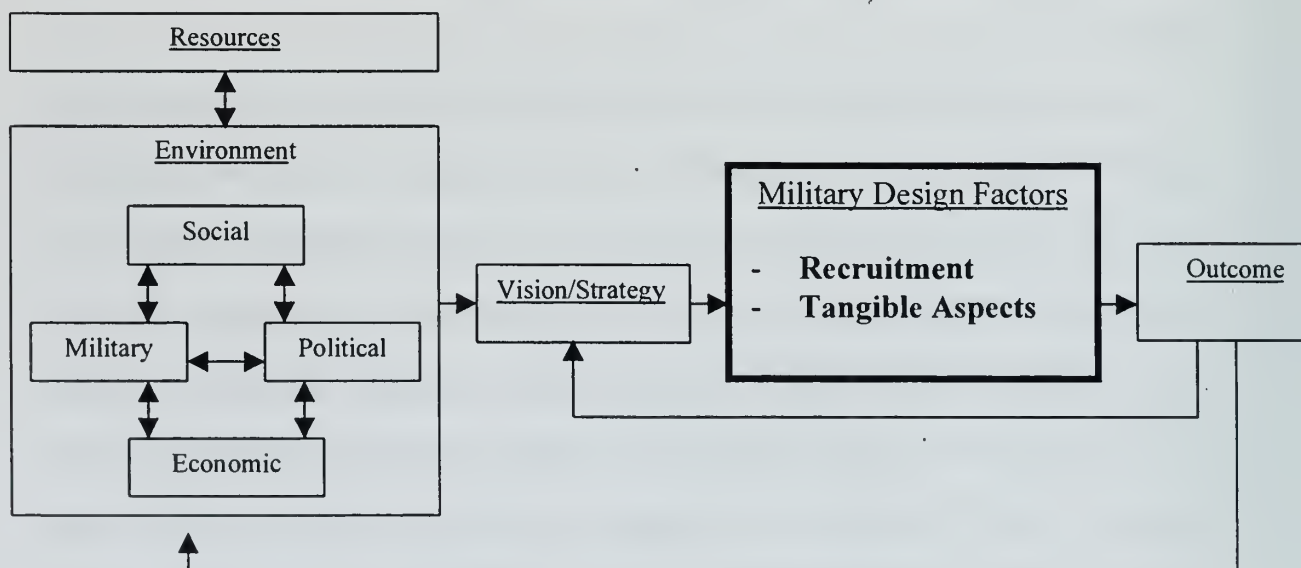 Resources
Environment
Social
Military
Political
Economic
Vision/Strategy
Military Design Factors
- Recruitment
- Tangible Aspects
Outcome